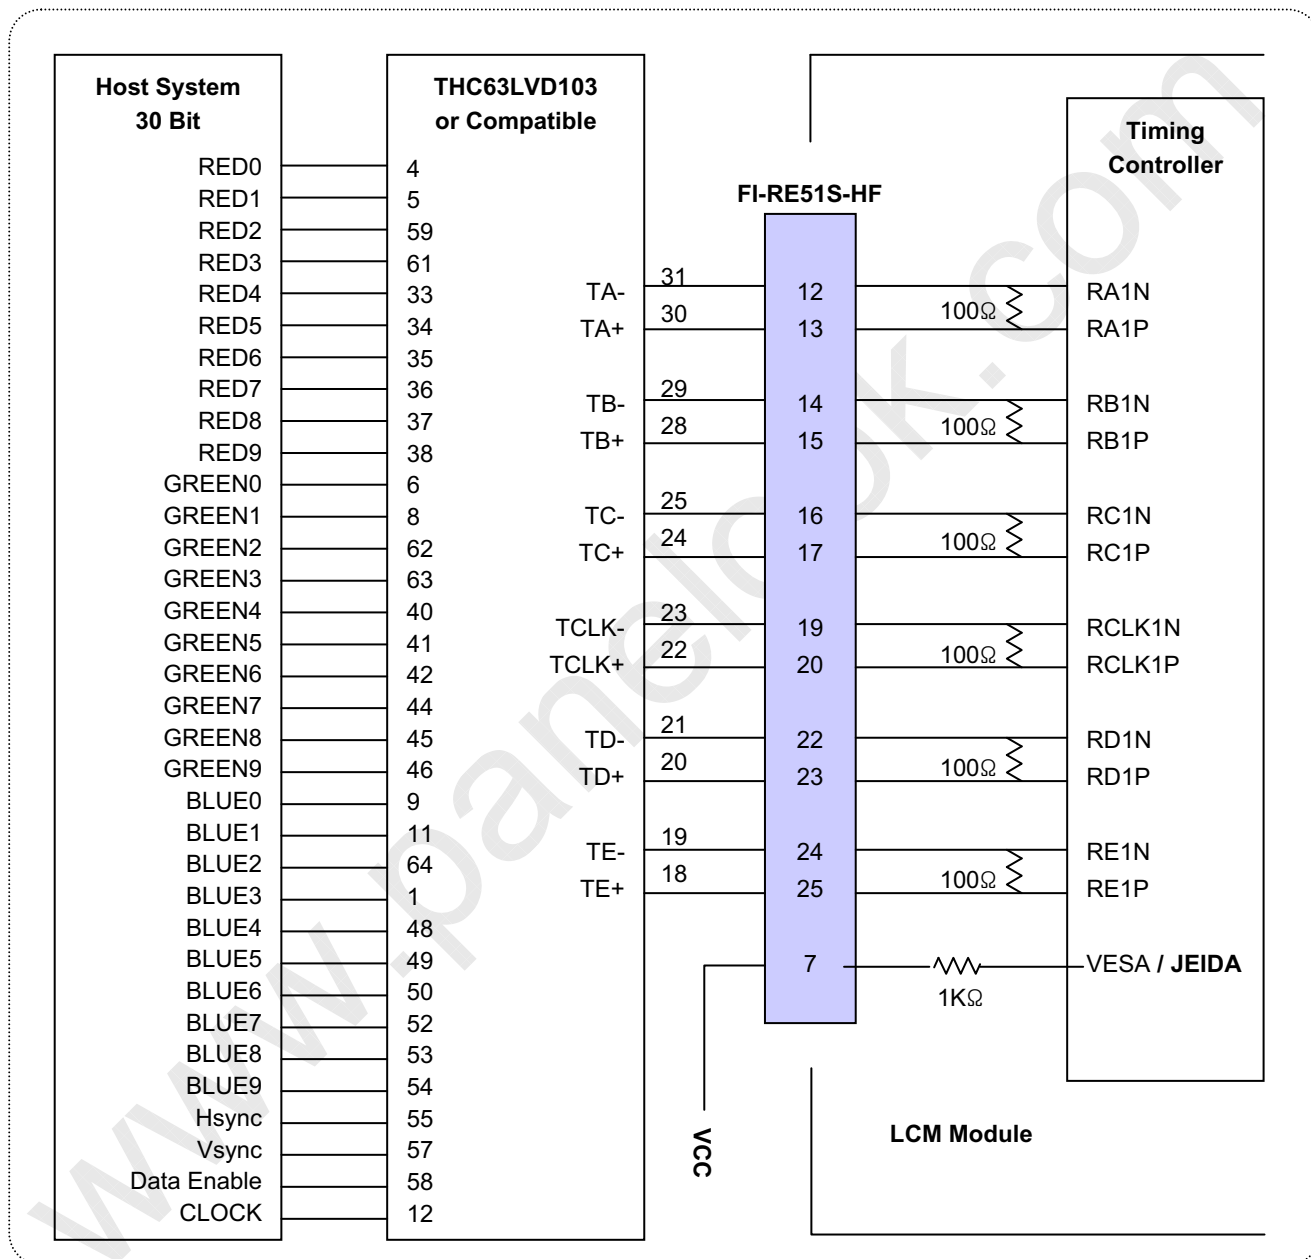 Host System
30 Bit
RED0
RED1
RED2
RED3
RED4
RED5
RED6
RED7
RED8
RED9
GREEN0
GREEN1
GREEN2
GREEN3
GREEN4
GREEN5
GREEN6
GREEN7
GREEN8
GREEN9
BLUE0
BLUE1
BLUE2
BLUE3
BLUE4
BLUE5
BLUE6
BLUE7
BLUE8
BLUE9
Hsync
Vsync
Data Enable
CLOCK
THC63LVD103
or Compatible
4
5
59
61
33
34
35
36
37
38
6
8
62
63
40
41
42
44
45
46
9
11
64
1
48
49
50
52
53
54
55
57
58
12
TA- 31
TA+ 30
TB- 29
TB+ 28
TC- 25
TC+ 24
TCLK- 23
TCLK+ 22
TD- 21
TD+ 20
TE- 19
TE+ 18
VCC
FI-RE51S-HF
12
13
14
15
16
17
19
20
22
23
24
25
7
100Ω
100Ω
100Ω
100Ω
100Ω
100Ω
1KΩ
Timing
Controller
RA1N
RA1P
RB1N
RB1P
RC1N
RC1P
RCLK1N
RCLK1P
RD1N
RD1P
RE1N
RE1P
VESA / JEIDA
LCM Module
www.panelook.com